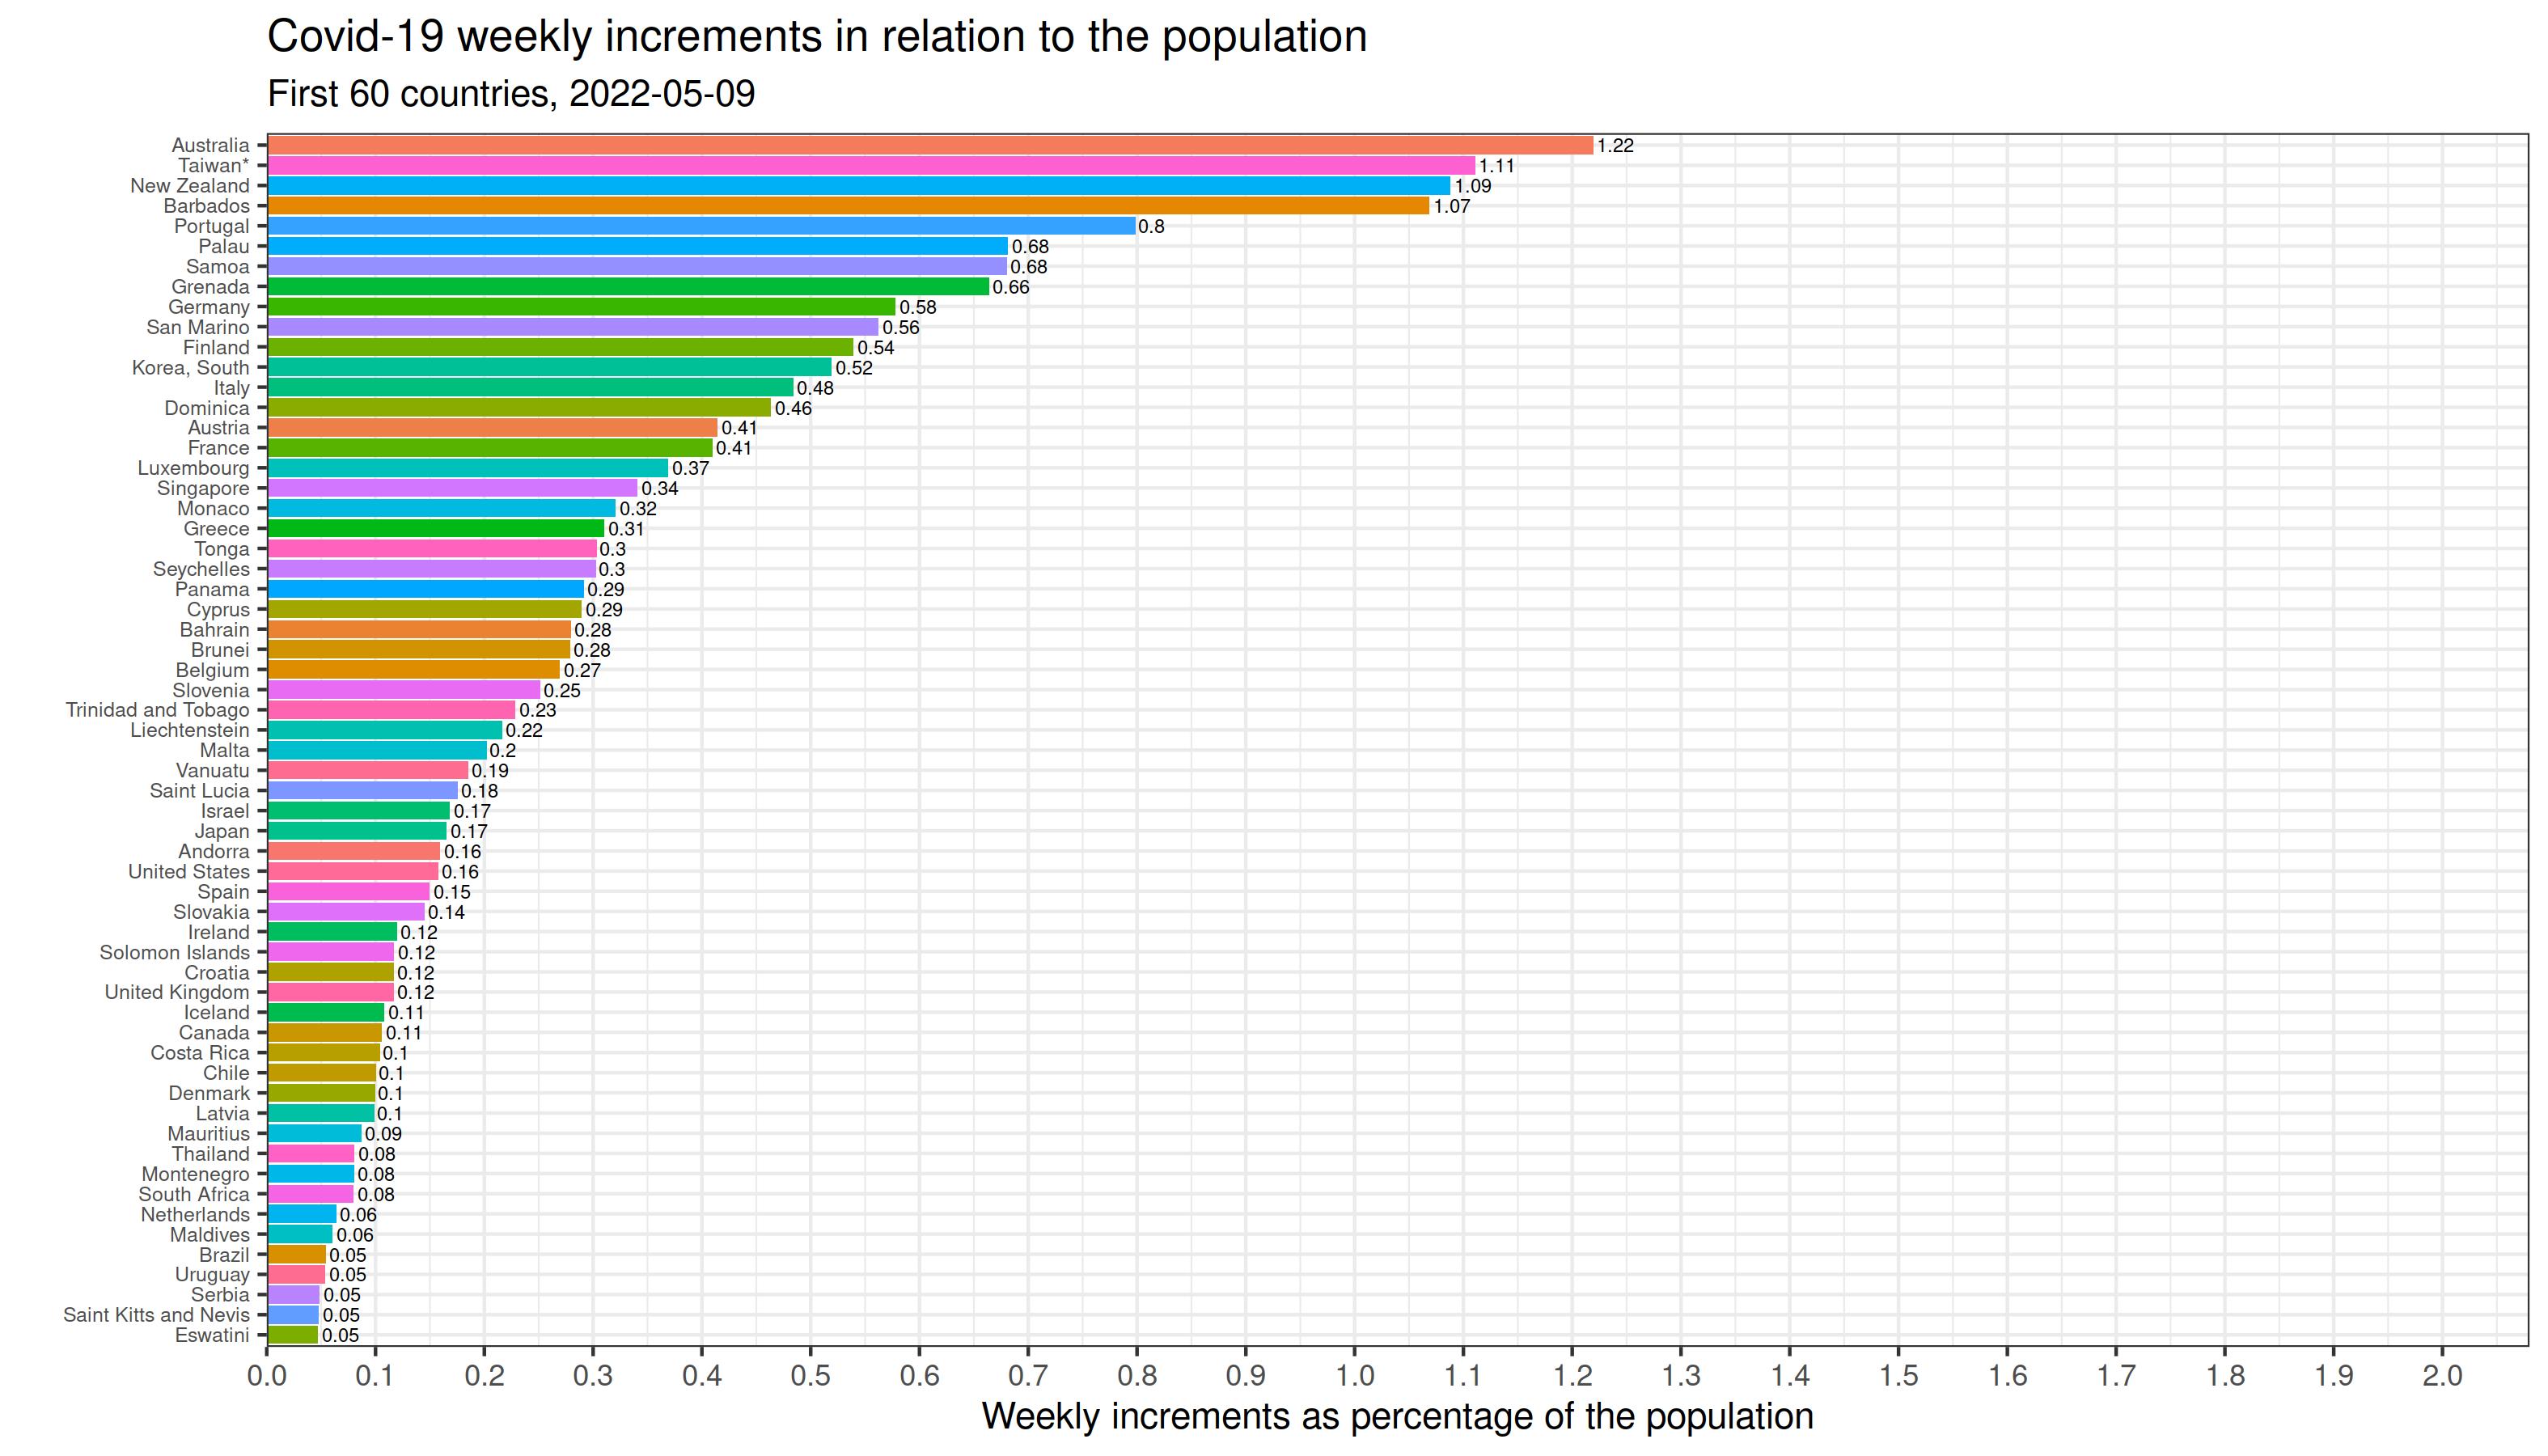 Covid-19 weekly increments in relation to the population
First 60 countries, 2022-05-09
Australia 1.22
Taiwan* 1.11
New Zealand 1.09
Barbados 1.07
Portugal 0.8
Palau 0.68
Samoa 0.68
Grenada 0.66
Germany 0.58
San Marino 0.56
Finland 0.54
Korea, South 0.52
Italy 0.48
Dominica 0.46
Austria 0.41
France 0.41
Luxembourg 0.37
Singapore 0.34
Monaco 0.32
Greece 0.31
Tonga 0.3
Seychelles 0.3
Panama 0.29
Cyprus 0.29
Bahrain 0.28
Brunei 0.28
Belgium 0.27
Slovenia 0.25
Trinidad and Tobago 0.23
Liechtenstein 0.22
Malta 0.2
Vanuatu 0.19
Saint Lucia 0.18
Israel 0.17
Japan 0.17
Andorra 0.16
United States 0.16
Spain 0.15
Slovakia 0.14
Ireland 0.12
Solomon Islands 0.12
Croatia 0.12
United Kingdom 0.12
Iceland 0.11
Canada 0.11
Costa Rica 0.1
Chile 0.1
Denmark 0.1
Latvia 0.1
Mauritius 0.09
Thailand 0.08
Montenegro 0.08
South Africa 0.08
Netherlands 0.06
Maldives 0.06
Brazil 0.05
Uruguay 0.05
Serbia 0.05
Saint Kitts and Nevis 0.05
Eswatini 0.05
0.0 0.1 0.2 0.3 0.4 0.5 0.6 0.7 0.8 0.9 1.0 1.1 1.2 1.3 1.4 1.5 1.6 1.7 1.8 1.9 2.0
Weekly increments as percentage of the population